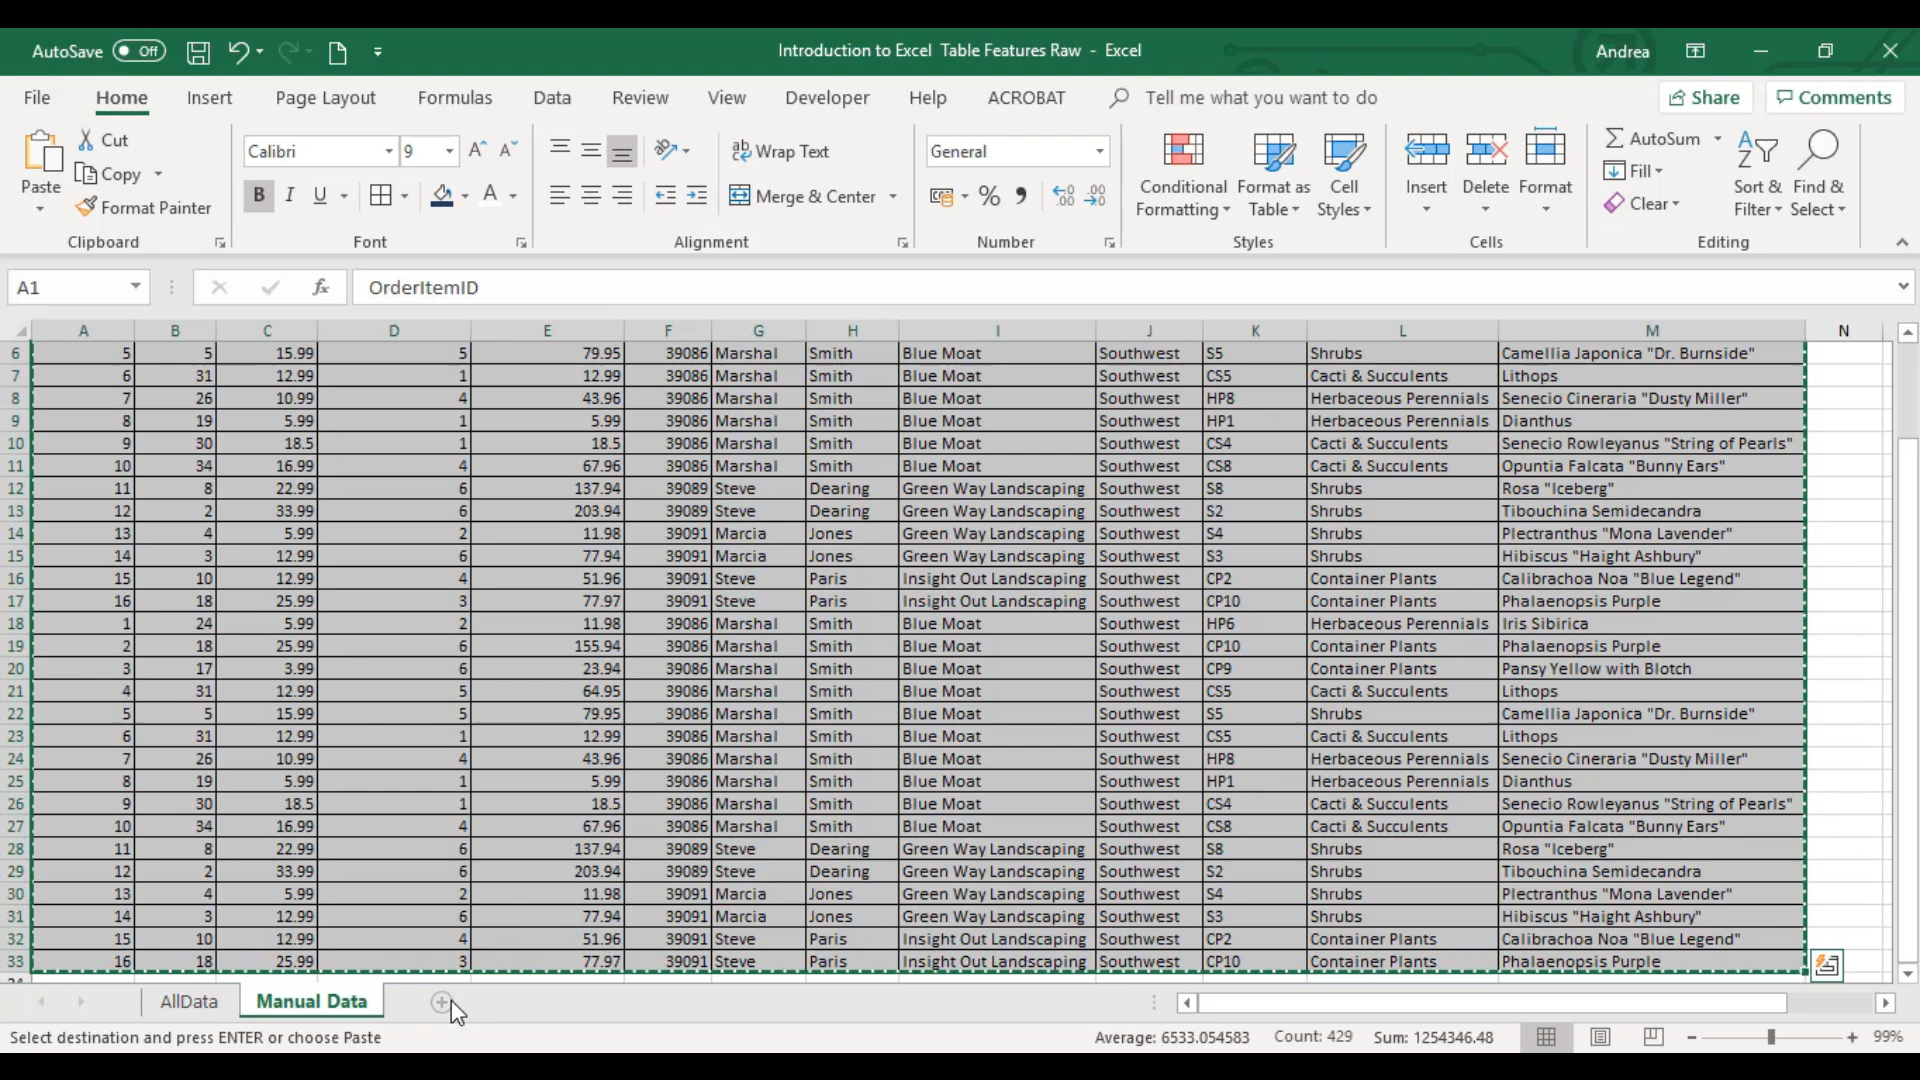 AutoSave Off Introduction to Excel Table Features Raw - Excel Andrea
File Home Insert Page Layout Formulas Data Review View Developer Help ACROBAT Tell me what you want to do Share Comments
Paste Cut Copy Format Painter Clipboard
Calibri 9 A A B I U A Font
ab Wrap Text Merge & Center Alignment
General % , Number
Conditional Formatting Format as Table Cell Styles Styles
Insert Delete Format Cells
AutoSum Fill Clear Sort & Filter Find & Select Editing
A1 fx OrderItemID
A B C D E F G H I J K L M N
6 5 5 15.99 5 79.95 39086 Marshal Smith Blue Moat Southwest S5 Shrubs Camellia Japonica "Dr. Burnside"
7 6 31 12.99 1 12.99 39086 Marshal Smith Blue Moat Southwest CS5 Cacti & Succulents Lithops
8 7 26 10.99 4 43.96 39086 Marshal Smith Blue Moat Southwest HP8 Herbaceous Perennials Senecio Cineraria "Dusty Miller"
9 8 19 5.99 1 5.99 39086 Marshal Smith Blue Moat Southwest HP1 Herbaceous Perennials Dianthus
10 9 30 18.5 1 18.5 39086 Marshal Smith Blue Moat Southwest CS4 Cacti & Succulents Senecio Rowleyanus "String of Pearls"
11 10 34 16.99 4 67.96 39086 Marshal Smith Blue Moat Southwest CS8 Cacti & Succulents Opuntia Falcata "Bunny Ears"
12 11 8 22.99 6 137.94 39089 Steve Dearing Green Way Landscaping Southwest S8 Shrubs Rosa "Iceberg"
13 12 2 33.99 6 203.94 39089 Steve Dearing Green Way Landscaping Southwest S2 Shrubs Tibouchina Semidecandra
14 13 4 5.99 2 11.98 39091 Marcia Jones Green Way Landscaping Southwest S4 Shrubs Plectranthus "Mona Lavender"
15 14 3 12.99 6 77.94 39091 Marcia Jones Green Way Landscaping Southwest S3 Shrubs Hibiscus "Haight Ashbury"
16 15 10 12.99 4 51.96 39091 Steve Paris Insight Out Landscaping Southwest CP2 Container Plants Calibrachoa Noa "Blue Legend"
17 16 18 25.99 3 77.97 39091 Steve Paris Insight Out Landscaping Southwest CP10 Container Plants Phalaenopsis Purple
18 1 24 5.99 2 11.98 39086 Marshal Smith Blue Moat Southwest HP6 Herbaceous Perennials Iris Sibirica
19 2 18 25.99 6 155.94 39086 Marshal Smith Blue Moat Southwest CP10 Container Plants Phalaenopsis Purple
20 3 17 3.99 6 23.94 39086 Marshal Smith Blue Moat Southwest CP9 Container Plants Pansy Yellow with Blotch
21 4 31 12.99 5 64.95 39086 Marshal Smith Blue Moat Southwest CS5 Cacti & Succulents Lithops
22 5 5 15.99 5 79.95 39086 Marshal Smith Blue Moat Southwest S5 Shrubs Camellia Japonica "Dr. Burnside"
23 6 31 12.99 1 12.99 39086 Marshal Smith Blue Moat Southwest CS5 Cacti & Succulents Lithops
24 7 26 10.99 4 43.96 39086 Marshal Smith Blue Moat Southwest HP8 Herbaceous Perennials Senecio Cineraria "Dusty Miller"
25 8 19 5.99 1 5.99 39086 Marshal Smith Blue Moat Southwest HP1 Herbaceous Perennials Dianthus
26 9 30 18.5 1 18.5 39086 Marshal Smith Blue Moat Southwest CS4 Cacti & Succulents Senecio Rowleyanus "String of Pearls"
27 10 34 16.99 4 67.96 39086 Marshal Smith Blue Moat Southwest CS8 Cacti & Succulents Opuntia Falcata "Bunny Ears"
28 11 8 22.99 6 137.94 39089 Steve Dearing Green Way Landscaping Southwest S8 Shrubs Rosa "Iceberg"
29 12 2 33.99 6 203.94 39089 Steve Dearing Green Way Landscaping Southwest S2 Shrubs Tibouchina Semidecandra
30 13 4 5.99 2 11.98 39091 Marcia Jones Green Way Landscaping Southwest S4 Shrubs Plectranthus "Mona Lavender"
31 14 3 12.99 6 77.94 39091 Marcia Jones Green Way Landscaping Southwest S3 Shrubs Hibiscus "Haight Ashbury"
32 15 10 12.99 4 51.96 39091 Steve Paris Insight Out Landscaping Southwest CP2 Container Plants Calibrachoa Noa "Blue Legend"
33 16 18 25.99 3 77.97 39091 Steve Paris Insight Out Landscaping Southwest CP10 Container Plants Phalaenopsis Purple
AllData Manual Data
Select destination and press ENTER or choose Paste Average: 6533.054583 Count: 429 Sum: 1254346.48 99%